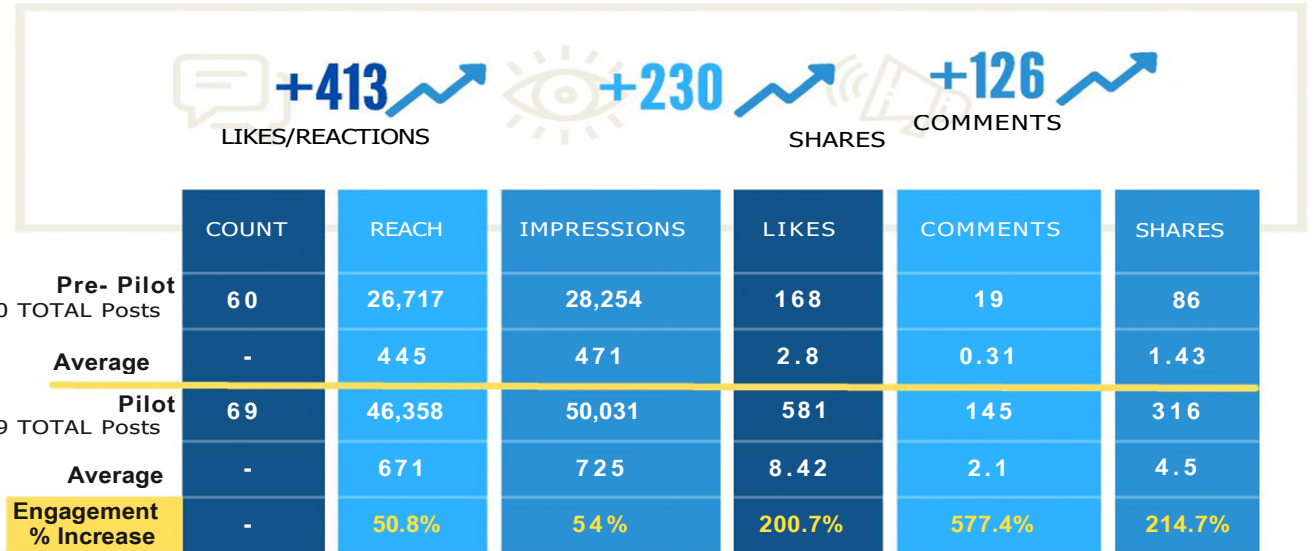 +413
LIKES/REACTIONS
+230
SHARES
+126
COMMENTS
COUNT REACH IMPRESSIONS LIKES COMMENTS SHARES
Pre- Pilot
0 TOTAL Posts
60 26,717 28,254 168 19 86
Average - 445 471 2.8 0.31 1.43
Pilot
9 TOTAL Posts
69 46,358 50,031 581 145 316
Average - 671 725 8.42 2.1 4.5
Engagement
% Increase
- 50.8% 54% 200.7% 577.4% 214.7%